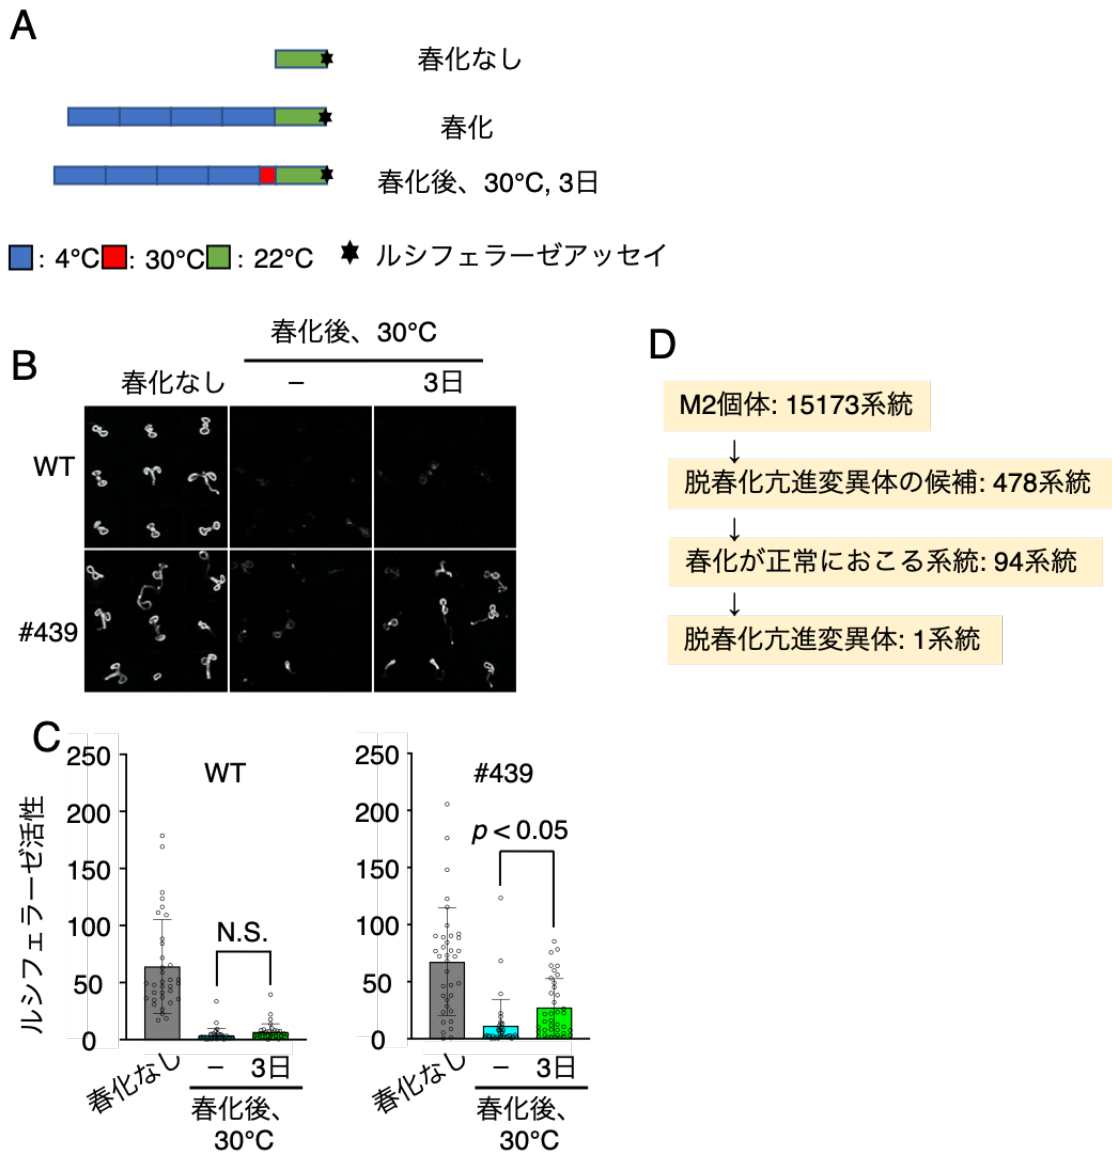 A
春化なし
春化
春化後、30°C, 3日
: 4°C : 30°C : 22°C ルシフェラーゼアッセイ
B
春化後、30°C
春化なし – 3日
WT
#439
D
M2個体: 15173系統
↓
脱春化亢進変異体の候補: 478系統
↓
春化が正常におこる系統: 94系統
↓
脱春化亢進変異体: 1系統
C
ルシフェラーゼ活性
WT
250
200
150
100
50
0
N.S.
春化なし – 3日
春化後、
30°C
#439
250
200
150
100
50
0
p < 0.05
春化なし – 3日
春化後、
30°C